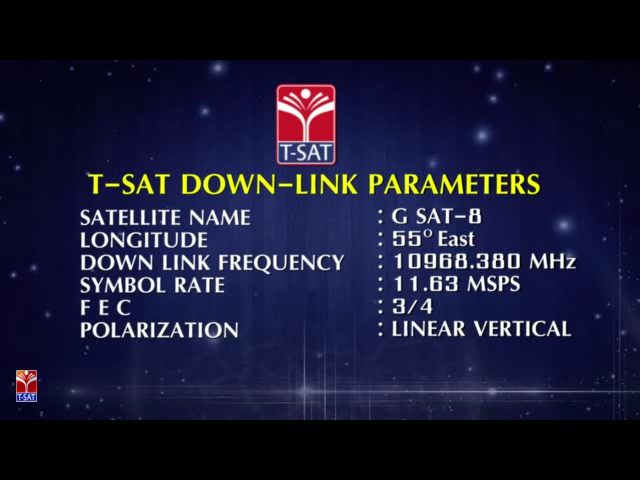 T-SAT
T-SAT DOWN-LINK PARAMETERS
SATELLITE NAME : G SAT-8
LONGITUDE : 55° East
DOWN LINK FREQUENCY : 10968.380 MHz
SYMBOL RATE : 11.63 MSPS
F E C : 3/4
POLARIZATION : LINEAR VERTICAL
T-SAT